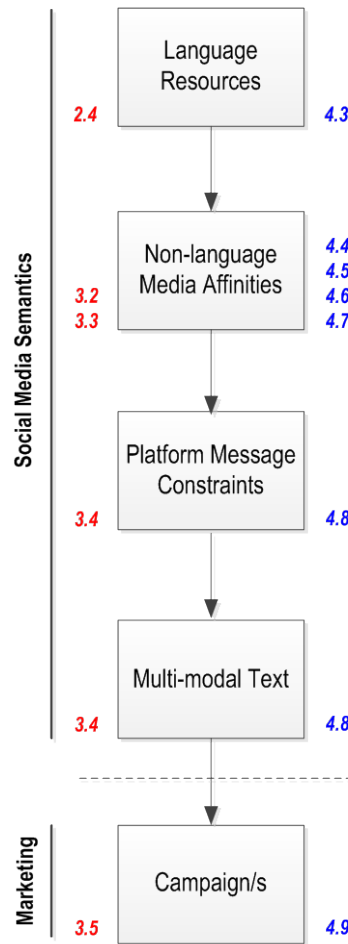 Language
Resources
2.4
4.3
Social Media Semantics
Non-language
Media Affinities
3.2
3.3
4.4
4.5
4.6
4.7
Platform Message
Constraints
3.4
4.8
Multi-modal Text
3.4
4.8
Marketing
Campaign/s
3.5
4.9